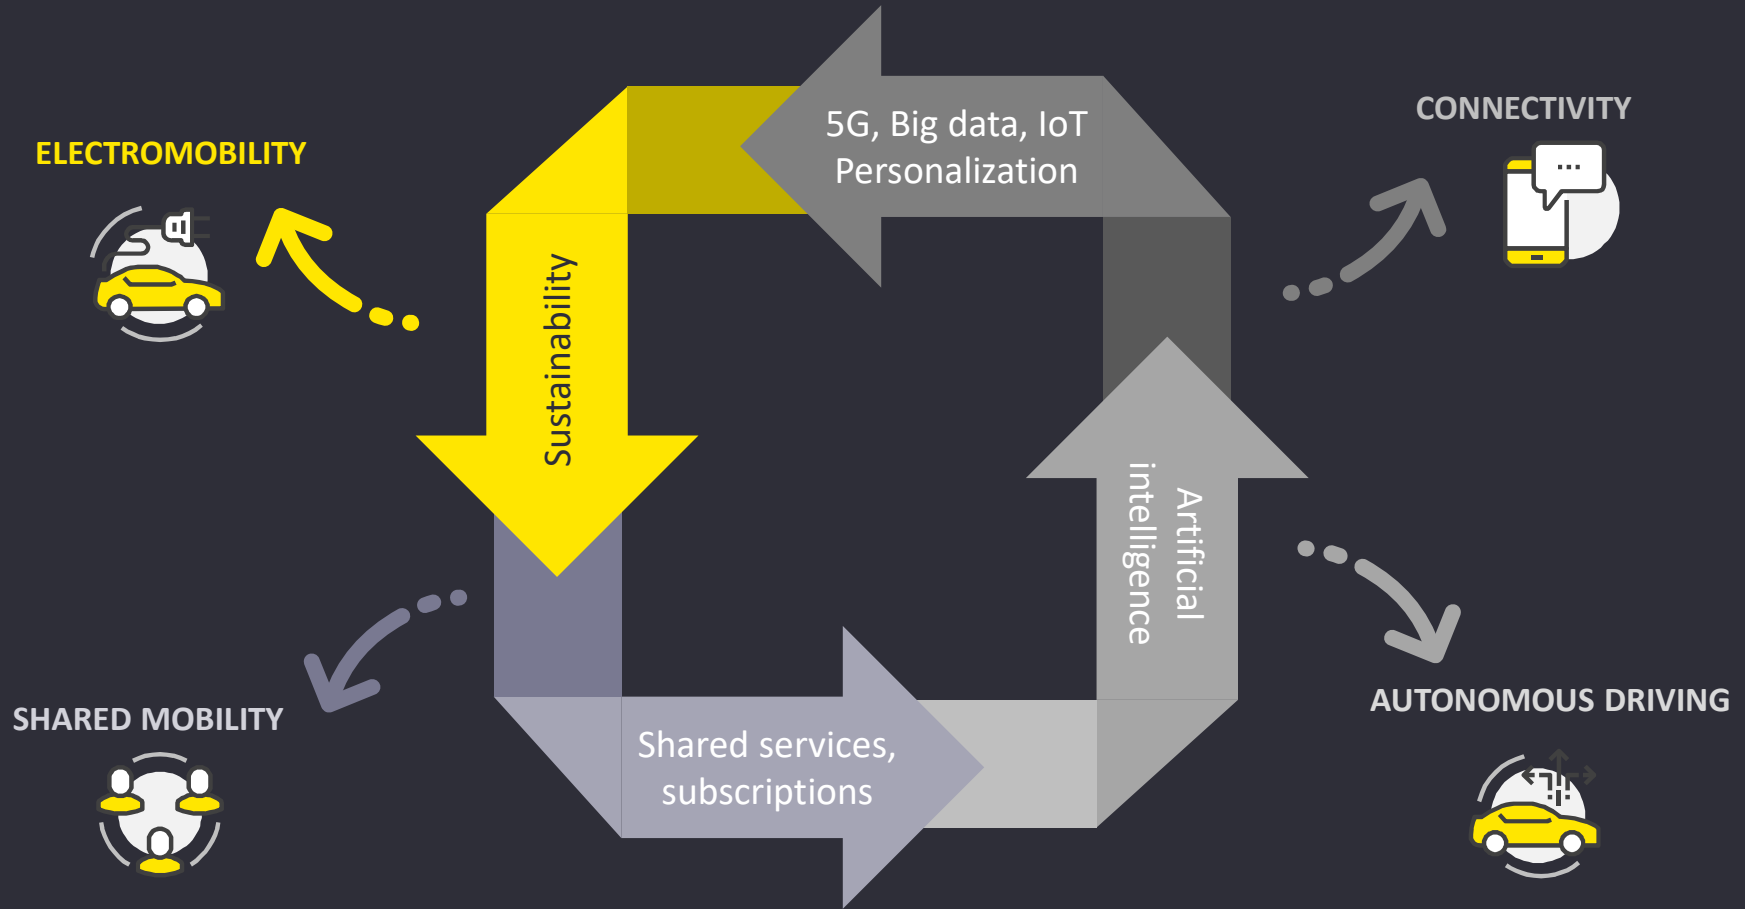 5G, Big data, IoT
Personalization
CONNECTIVITY
ELECTROMOBILITY
...
Sustainability
Artificial
intelligence
SHARED MOBILITY
AUTONOMOUS DRIVING
Shared services,
subscriptions